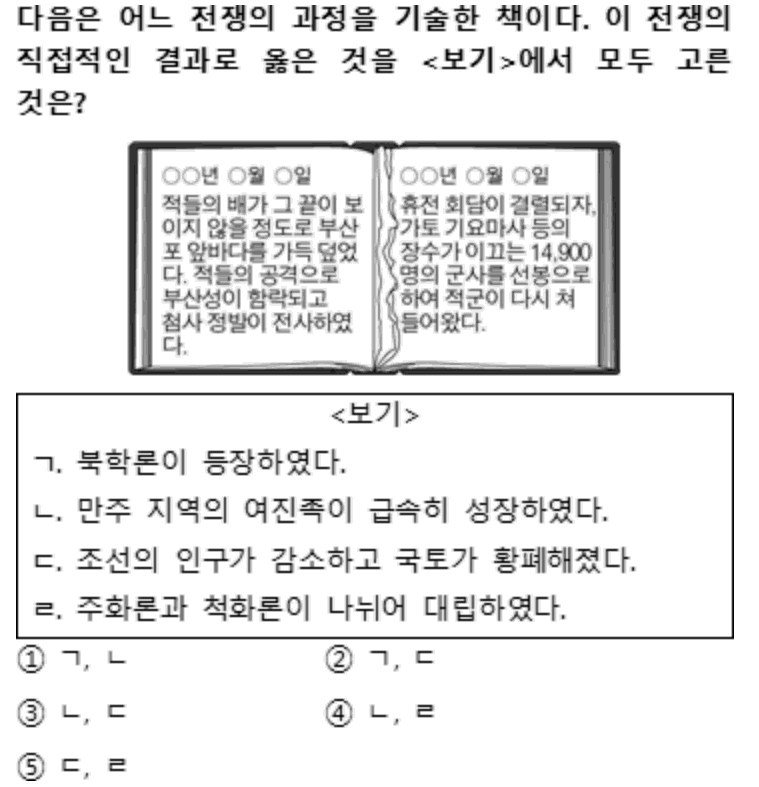 다음은 어느 전쟁의 과정을 기술한 책이다. 이 전쟁의
직접적인 결과로 옳은 것을 <보기>에서 모두 고른
것은?
○○년 ○월 ○일
적들의 배가 그 끝이 보
이지 않을 정도로 부산
포 앞바다를 가득 덮었
다. 적들의 공격으로
부산성이 함락되고
첨사 정발이 전사하였
다.
○○년 ○월 ○일
휴전 회담이 결렬되자,
가토 기요마사 등의
장수가 이끄는 14,900
명의 군사를 선봉으로
하여 적군이 다시 쳐
들어왔다.
<보기>
ㄱ. 북학론이 등장하였다.
ㄴ. 만주 지역의 여진족이 급속히 성장하였다.
ㄷ. 조선의 인구가 감소하고 국토가 황폐해졌다.
ㄹ. 주화론과 척화론이 나뉘어 대립하였다.
① ㄱ, ㄴ ② ㄱ, ㄷ
③ ㄴ, ㄷ ④ ㄴ, ㄹ
⑤ ㄷ, ㄹ